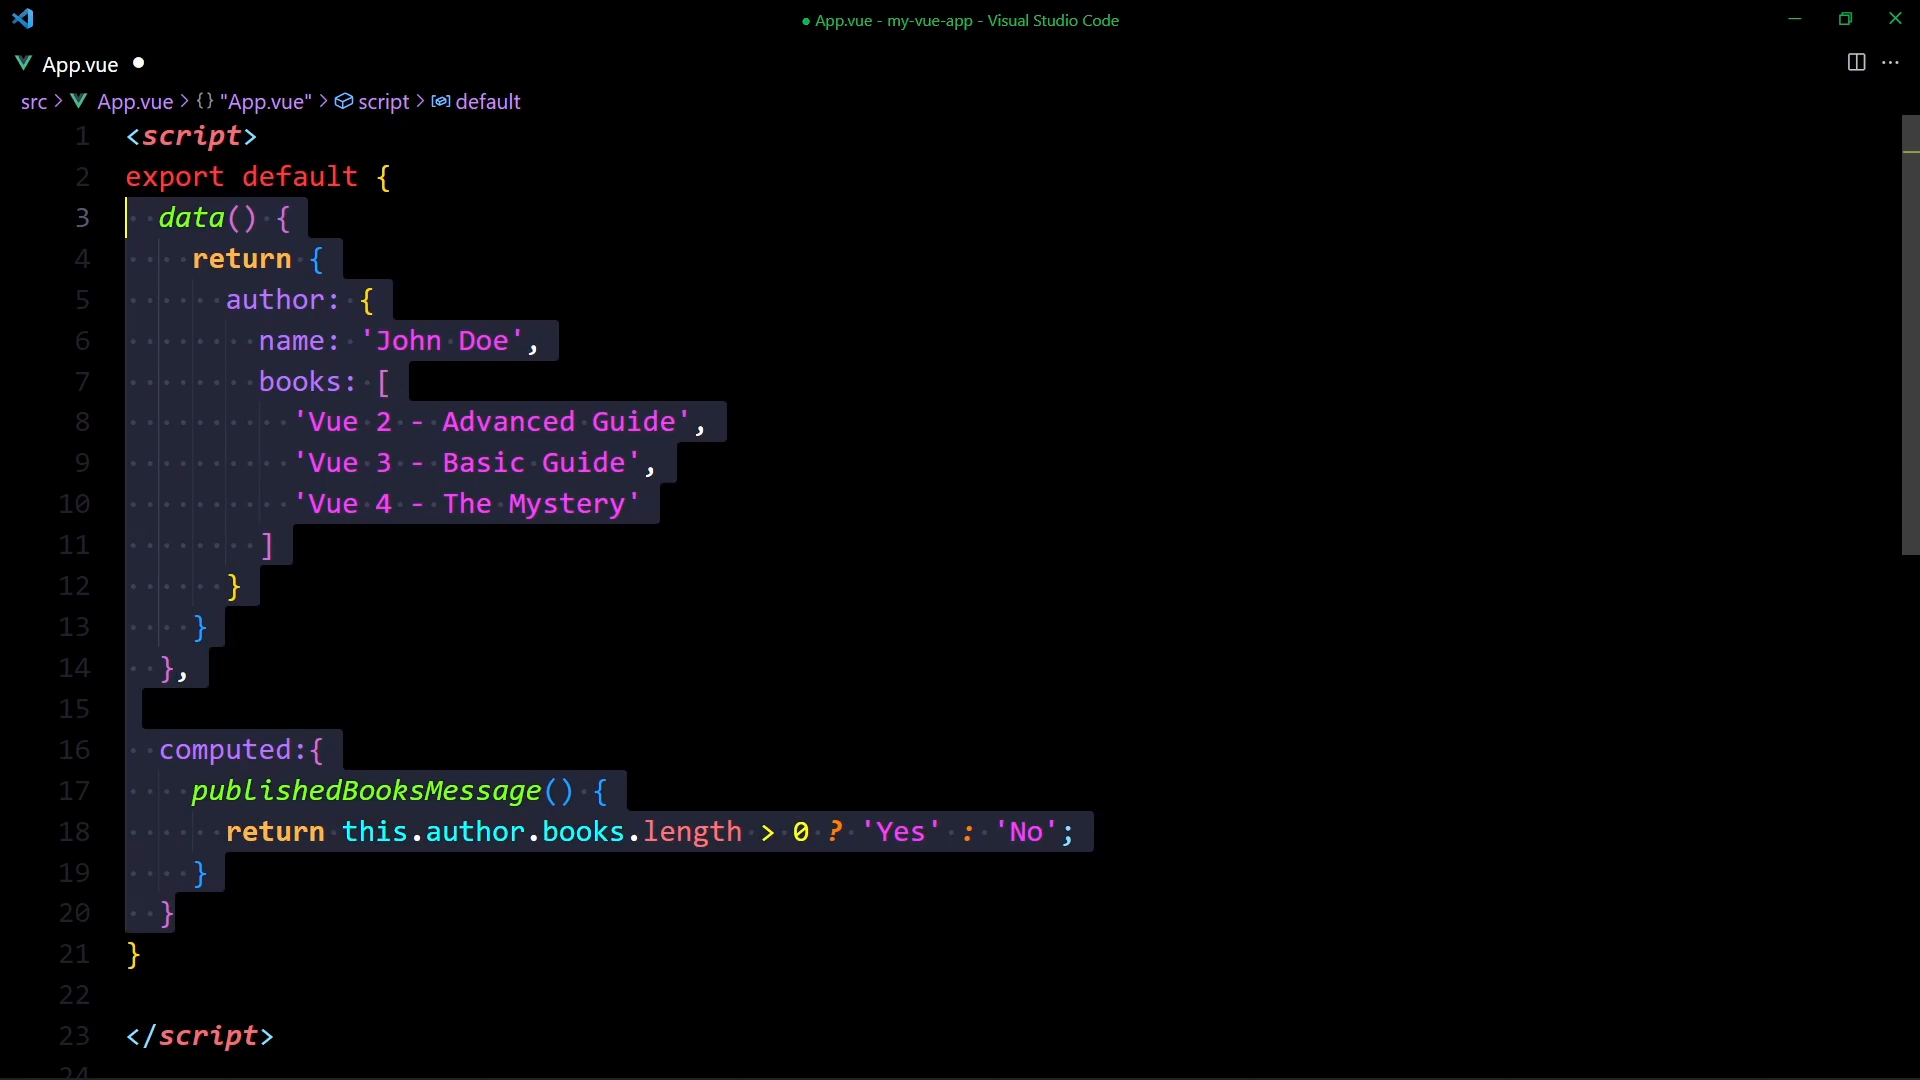 ● App.vue - my-vue-app - Visual Studio Code
App.vue ●
src > App.vue > {} "App.vue" > script > default
1 <script>
2 export default {
3 data() {
4 return {
5 author: {
6 name: 'John Doe',
7 books: [
8 'Vue 2 - Advanced Guide',
9 'Vue 3 - Basic Guide',
10 'Vue 4 - The Mystery'
11 ]
12 }
13 }
14 },
15
16 computed:{
17 publishedBooksMessage() {
18 return this.author.books.length > 0 ? 'Yes' : 'No';
19 }
20 }
21 }
22
23 </script>
24